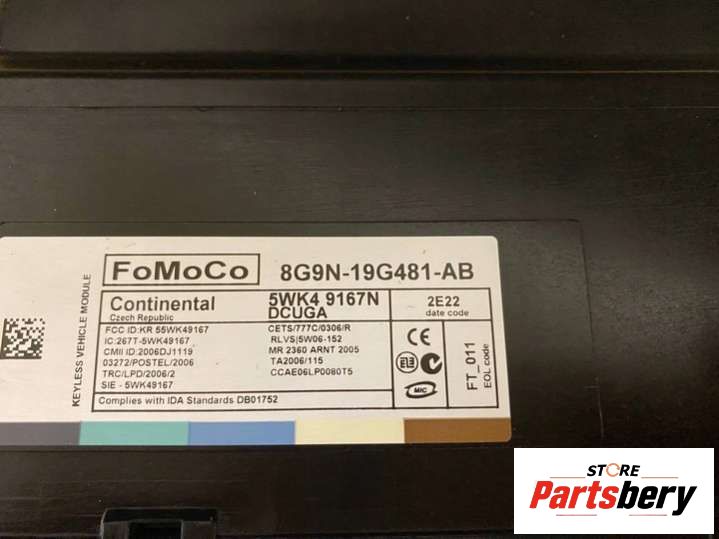 KEYLESS VEHICLE MODULE
FoMoCo
8G9N-19G481-AB
Continental
Czech Republic
5WK4 9167N
DCUGA
2E22
date code
FCC ID:KR 55WK49167
IC:267T-5WK49167
CMII ID:2006DJ1119
03272/POSTEL/2006
TRC/LPD/2006/2
SIE - 5WK49167
CETS/777C/0306/R
RLVS|5W06-152
MR 2360 ARNT 2005
TA2006/115
CCAE06LP0080T5
Complies with IDA Standards DB01752
CE
MIC
FT_011
EOL code
STORE
Partsbery